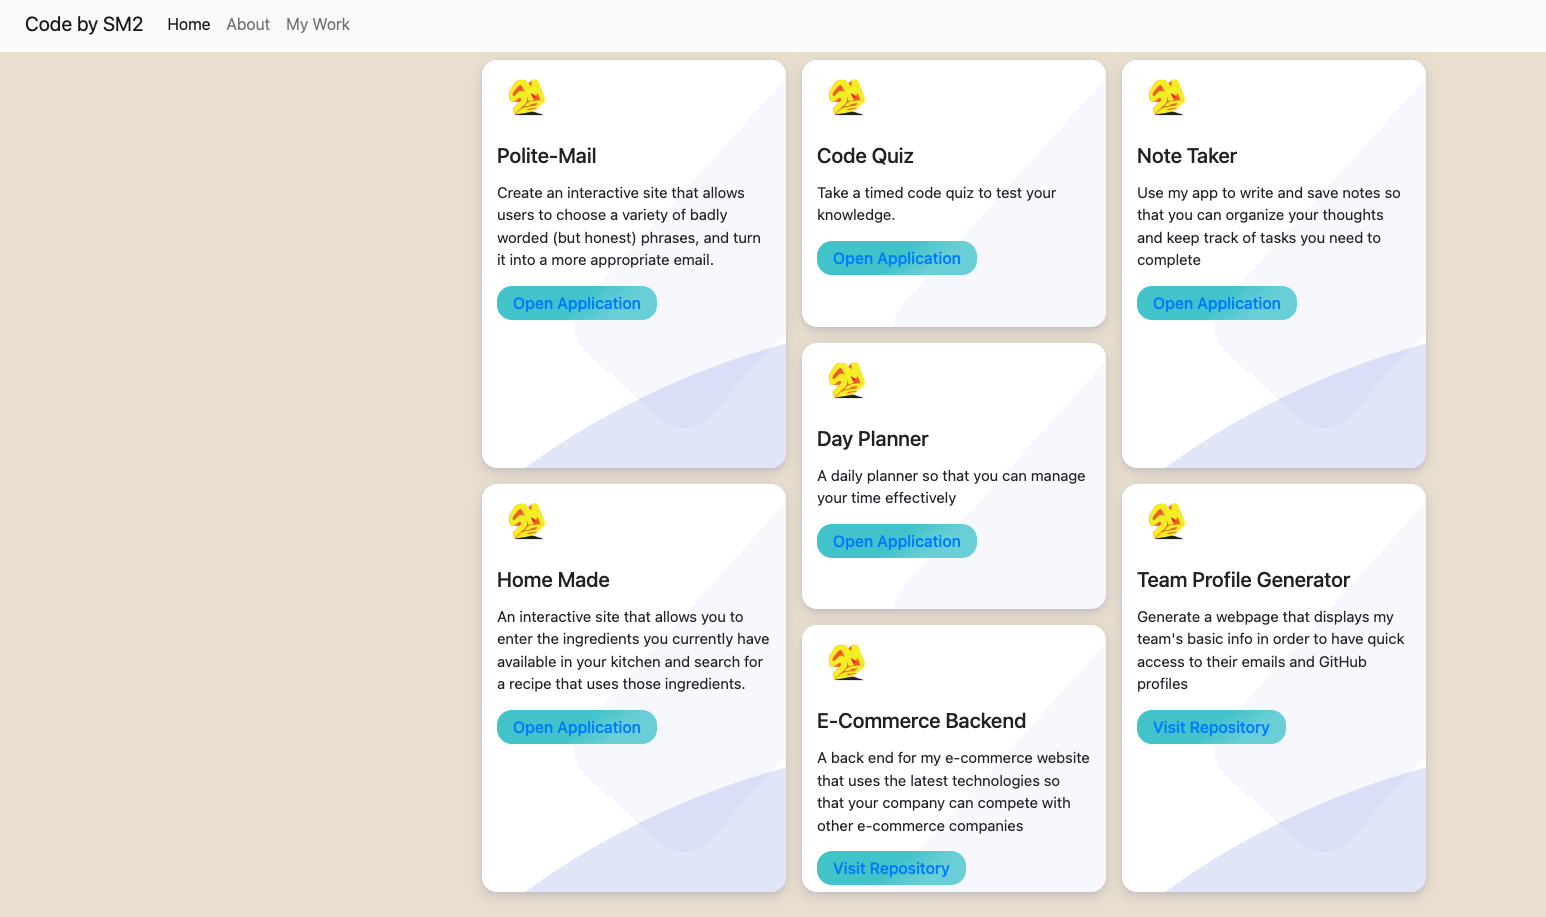 Code by SM2 Home About My Work
Polite-Mail
Create an interactive site that allows
users to choose a variety of badly
worded (but honest) phrases, and turn
it into a more appropriate email.
Open Application
Home Made
An interactive site that allows you to
enter the ingredients you currently have
available in your kitchen and search for
a recipe that uses those ingredients.
Open Application
Code Quiz
Take a timed code quiz to test your
knowledge.
Open Application
Day Planner
A daily planner so that you can manage
your time effectively
Open Application
E-Commerce Backend
A back end for my e-commerce website
that uses the latest technologies so
that your company can compete with
other e-commerce companies
Visit Repository
Note Taker
Use my app to write and save notes so
that you can organize your thoughts
and keep track of tasks you need to
complete
Open Application
Team Profile Generator
Generate a webpage that displays my
team's basic info in order to have quick
access to their emails and GitHub
profiles
Visit Repository